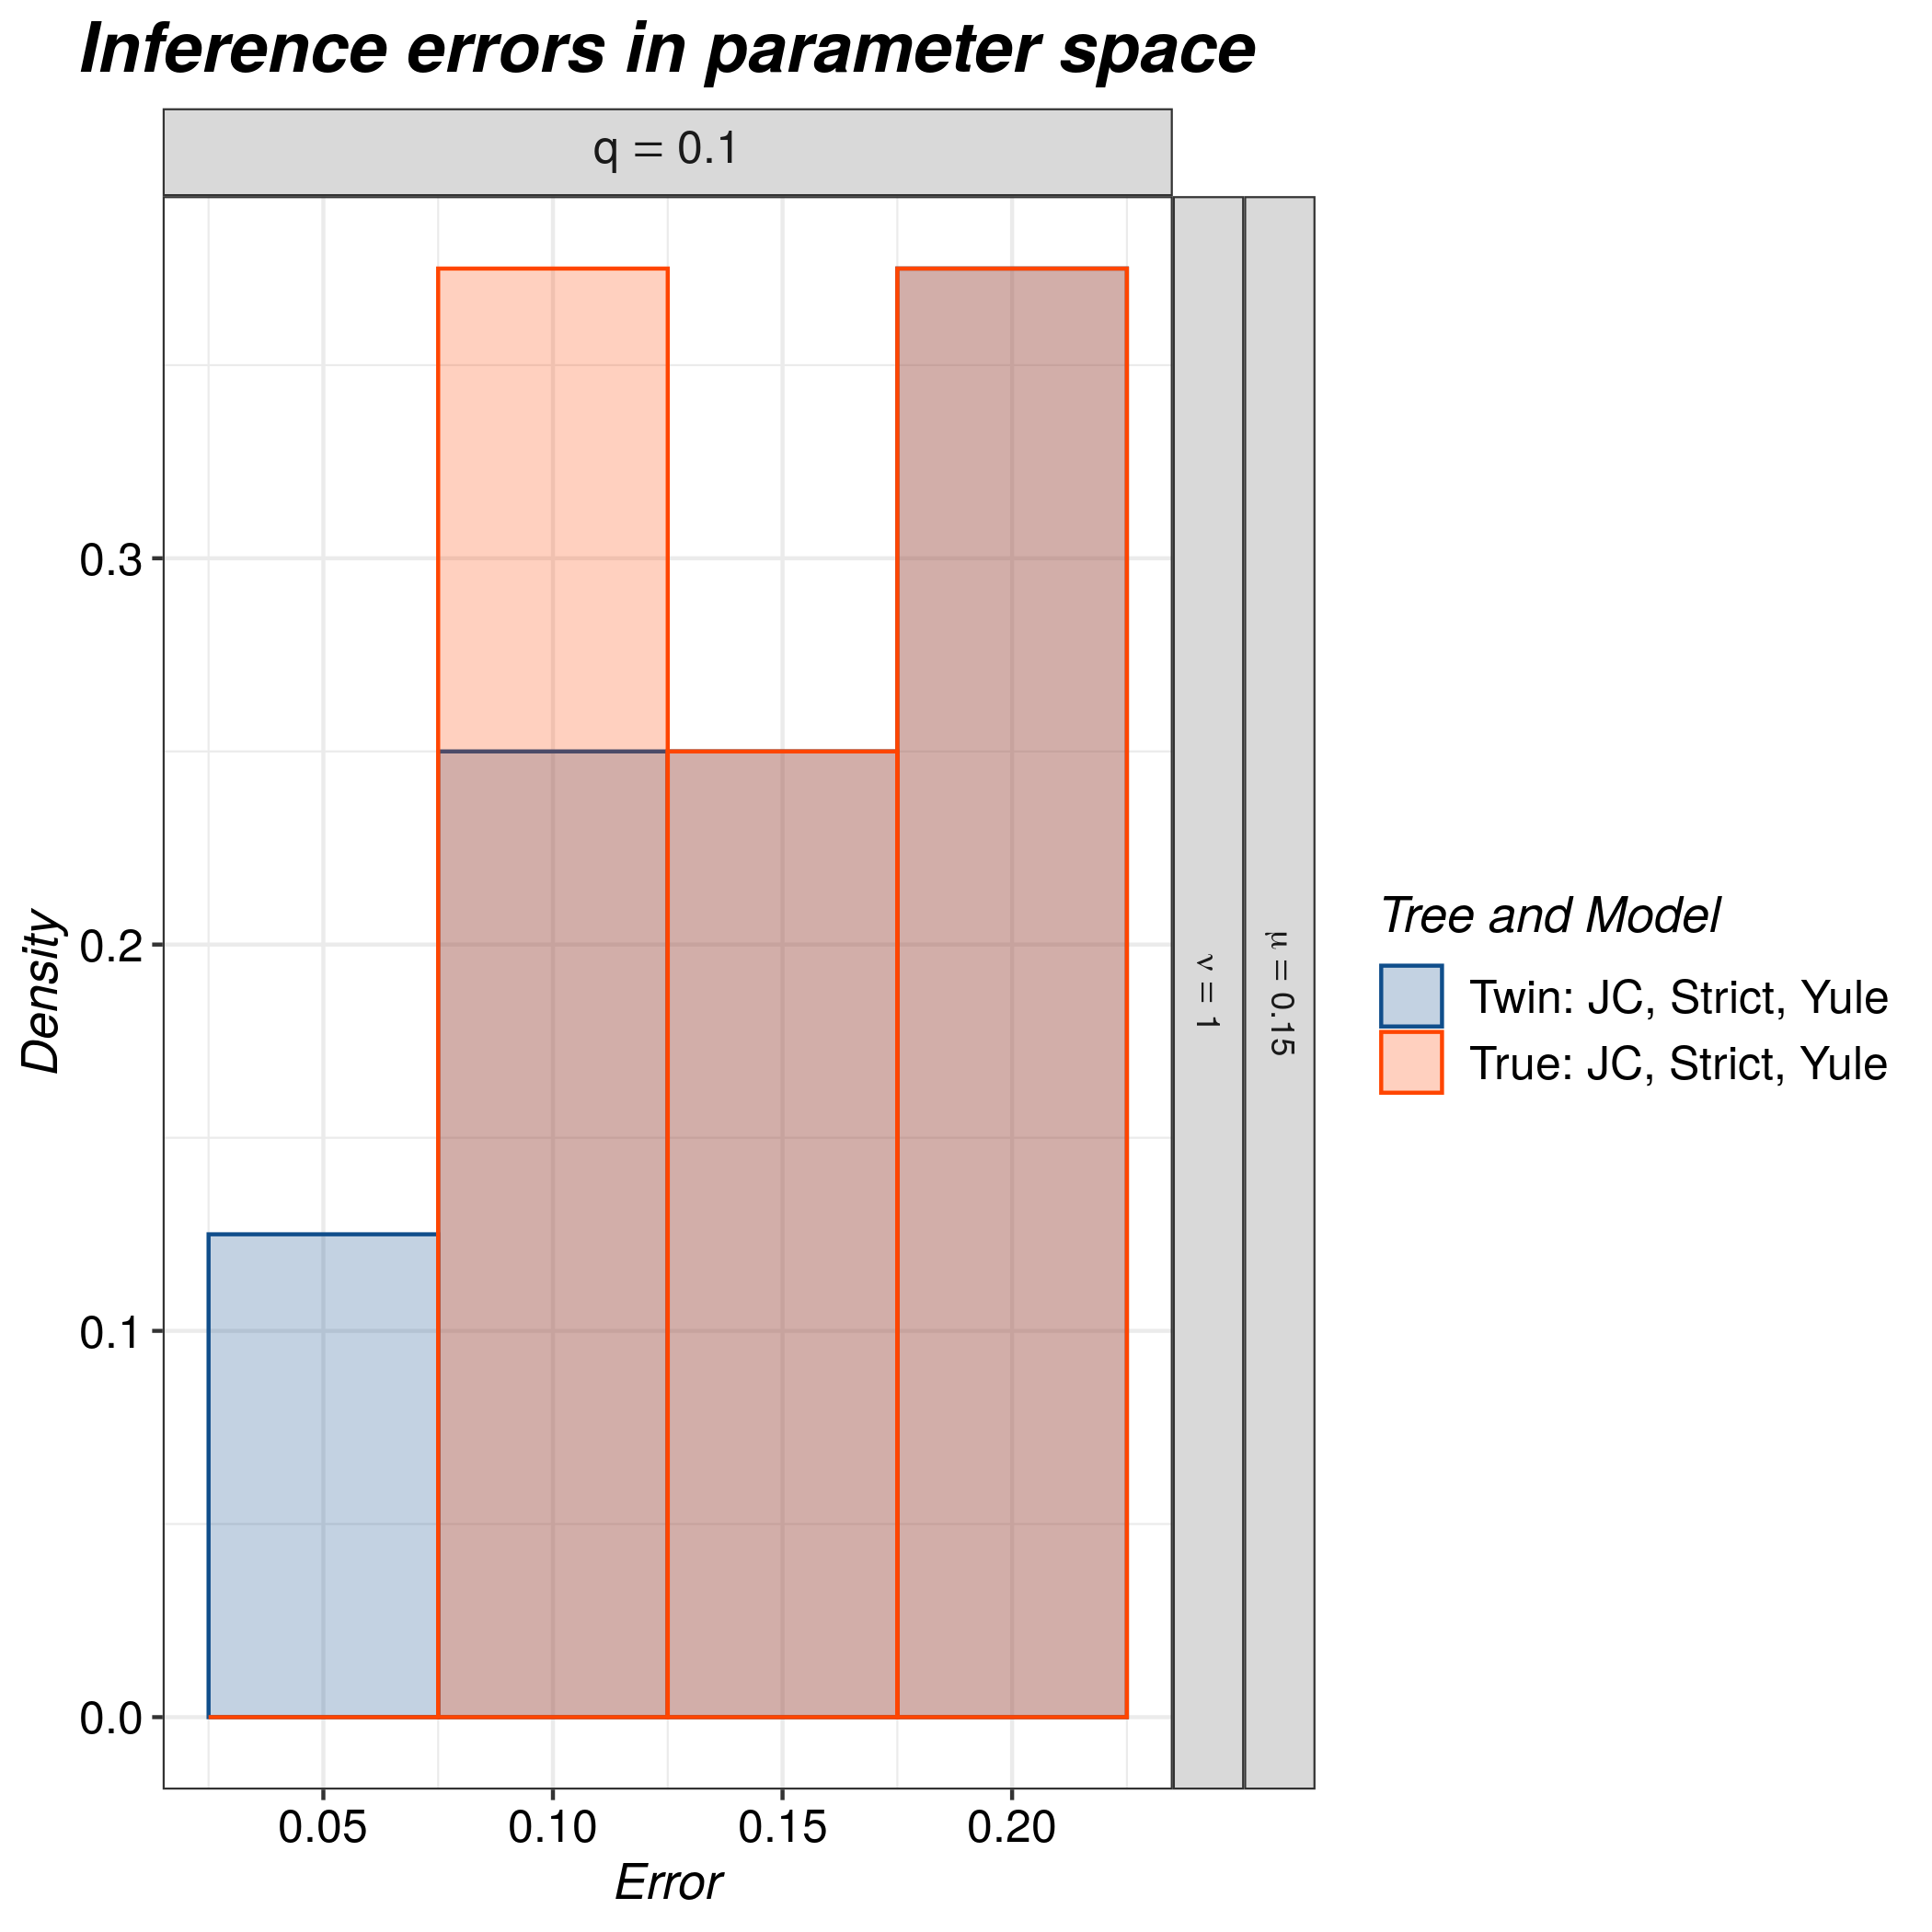 Inference errors in parameter space
q = 0.1
0.3
0.2
0.1
0.0
Density
0.05 0.10 0.15 0.20
Error
ν = 1
μ = 0.15
Tree and Model
Twin: JC, Strict, Yule
True: JC, Strict, Yule